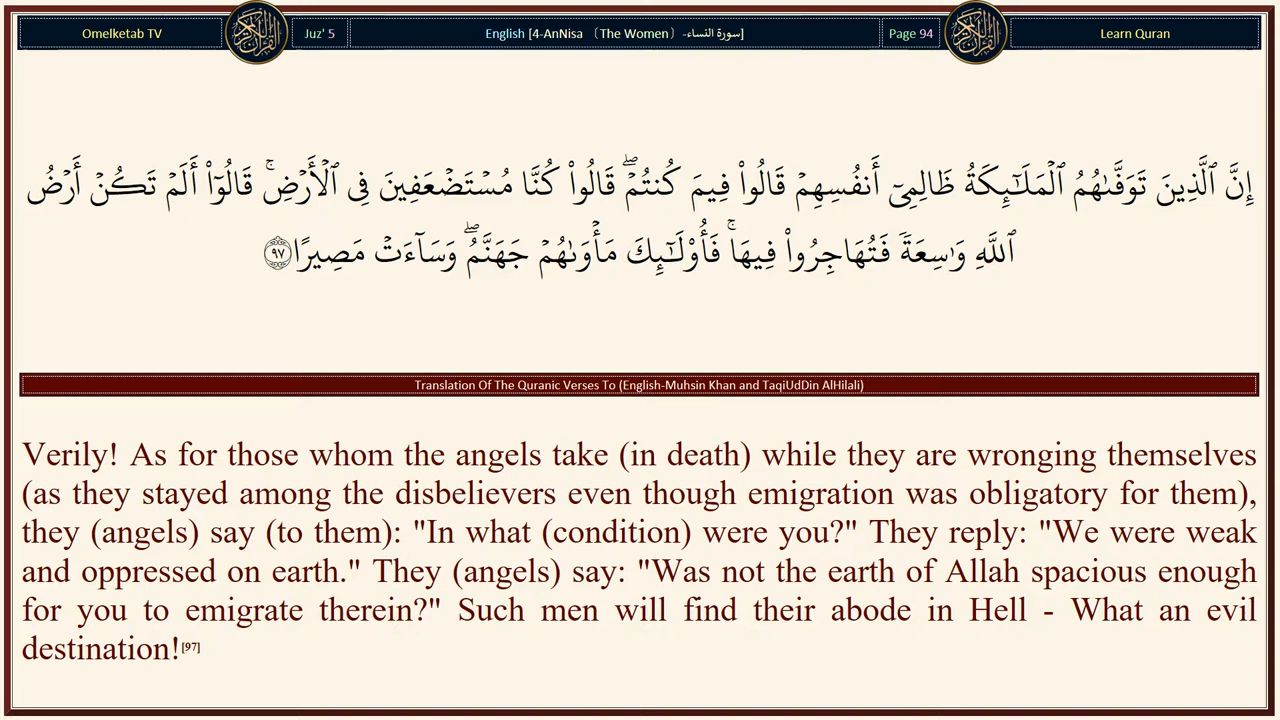 Omelketab TV
Juz' 5
English [4-AnNisa (The Women) -سورة النساء]
Page 94
Learn Quran
إِنَّ ٱلَّذِينَ تَوَفَّىٰهُمُ ٱلْمَلَـٰٓئِكَةُ ظَالِمِىٓ أَنفُسِهِمْ قَالُوا۟ فِيمَ كُنتُمْ ۖ قَالُوا۟ كُنَّا مُسْتَضْعَفِينَ فِى ٱلْأَرْضِ ۚ قَالُوٓا۟ أَلَمْ تَكُنْ أَرْضُ
ٱللَّهِ وَٰسِعَةً فَتُهَاجِرُوا۟ فِيهَا ۚ فَأُو۟لَـٰٓئِكَ مَأْوَىٰهُمْ جَهَنَّمُ ۖ وَسَآءَتْ مَصِيرًا ٩٧
Translation Of The Quranic Verses To (English-Muhsin Khan and TaqiUdDin AlHilali)
Verily! As for those whom the angels take (in death) while they are wronging themselves
(as they stayed among the disbelievers even though emigration was obligatory for them),
they (angels) say (to them): "In what (condition) were you?" They reply: "We were weak
and oppressed on earth." They (angels) say: "Was not the earth of Allah spacious enough
for you to emigrate therein?" Such men will find their abode in Hell - What an evil
destination![97]